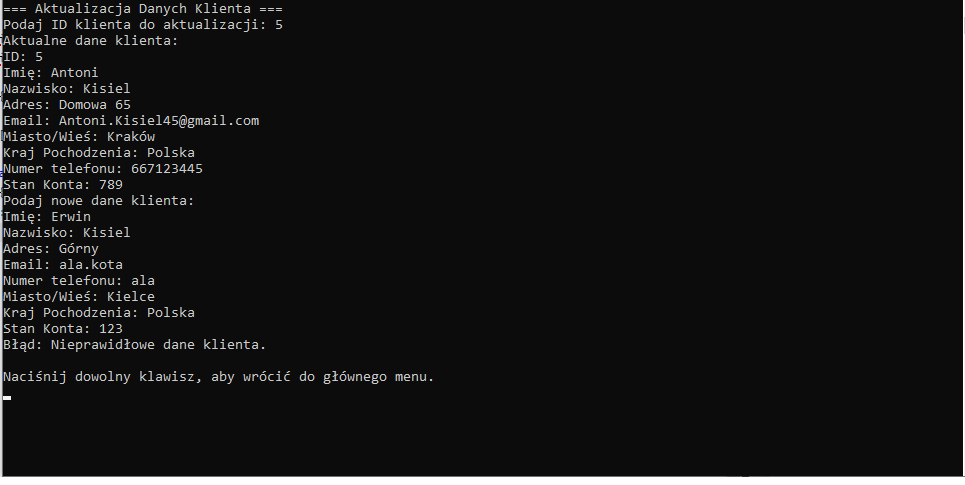 === Aktualizacja Danych Klienta ===
Podaj ID klienta do aktualizacji: 5
Aktualne dane klienta:
ID: 5
Imię: Antoni
Nazwisko: Kisiel
Adres: Domowa 65
Email: Antoni.Kisiel45@gmail.com
Miasto/Wieś: Kraków
Kraj Pochodzenia: Polska
Numer telefonu: 667123445
Stan Konta: 789
Podaj nowe dane klienta:
Imię: Erwin
Nazwisko: Kisiel
Adres: Górny
Email: ala.kota
Numer telefonu: ala
Miasto/Wieś: Kielce
Kraj Pochodzenia: Polska
Stan Konta: 123
Błąd: Nieprawidłowe dane klienta.
Naciśnij dowolny klawisz, aby wrócić do głównego menu.